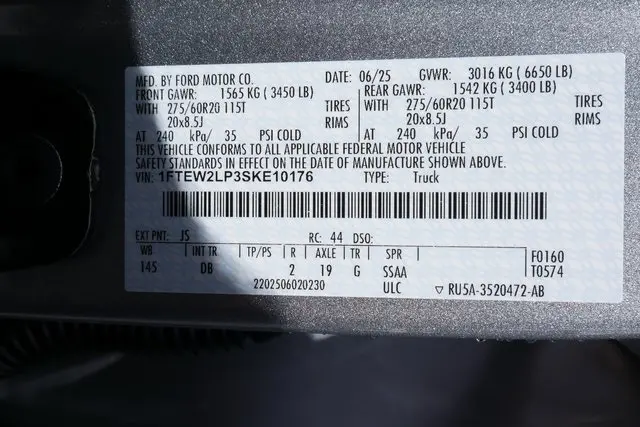 MFD. BY FORD MOTOR CO. DATE: 06/25 GVWR: 3016 KG ( 6650 LB)
FRONT GAWR: 1565 KG ( 3450 LB) REAR GAWR: 1542 KG ( 3400 LB)
WITH 275/60R20 115T TIRES WITH 275/60R20 115T TIRES
20x8.5J RIMS 20x8.5J RIMS
AT 240 kPa/ 35 PSI COLD AT 240 kPa/ 35 PSI COLD
THIS VEHICLE CONFORMS TO ALL APPLICABLE FEDERAL MOTOR VEHICLE
SAFETY STANDARDS IN EFFECT ON THE DATE OF MANUFACTURE SHOWN ABOVE.
VIN: 1FTEW2LP3SKE10176 TYPE: Truck
EXT PNT: JS RC: 44 DSO:
WB INT TR TP/PS R AXLE TR SPR F0160
145 DB 2 19 G SSAA T0574
2202506020230 ULC ▽ RU5A-3520472-AB